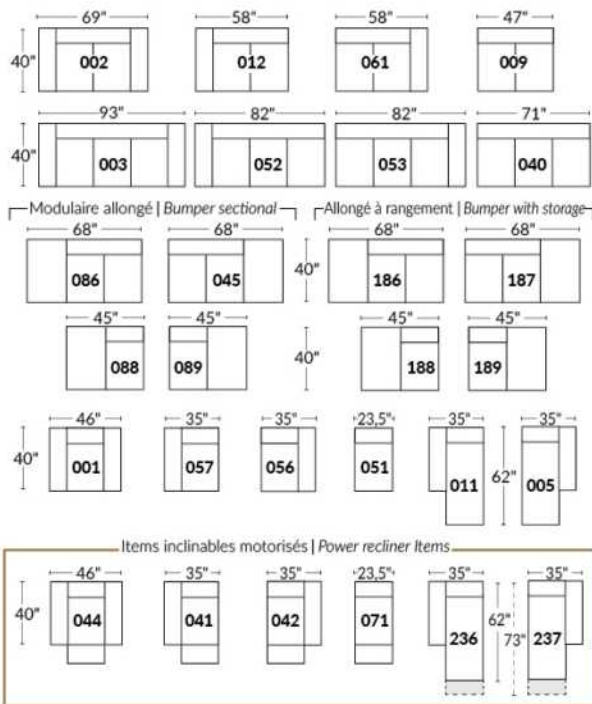 69" 58" 58" 47"
40" 002 012 061 009
93" 82" 82" 71"
40" 003 052 053 040
Modulaire allongé | Bumper sectional Allongé à rangement | Bumper with storage
68" 68" 68" 68"
086 045 40" 186 187
45" 45" 45" 45"
088 089 40" 188 189
46" 35" 35" 23,5" 35" 35"
40" 001 057 056 051 011 62" 005
Items inclinables motorisés | Power recliner Items
46" 35" 35" 23,5" 35" 35"
40" 044 041 042 071 236 62" 73" 237